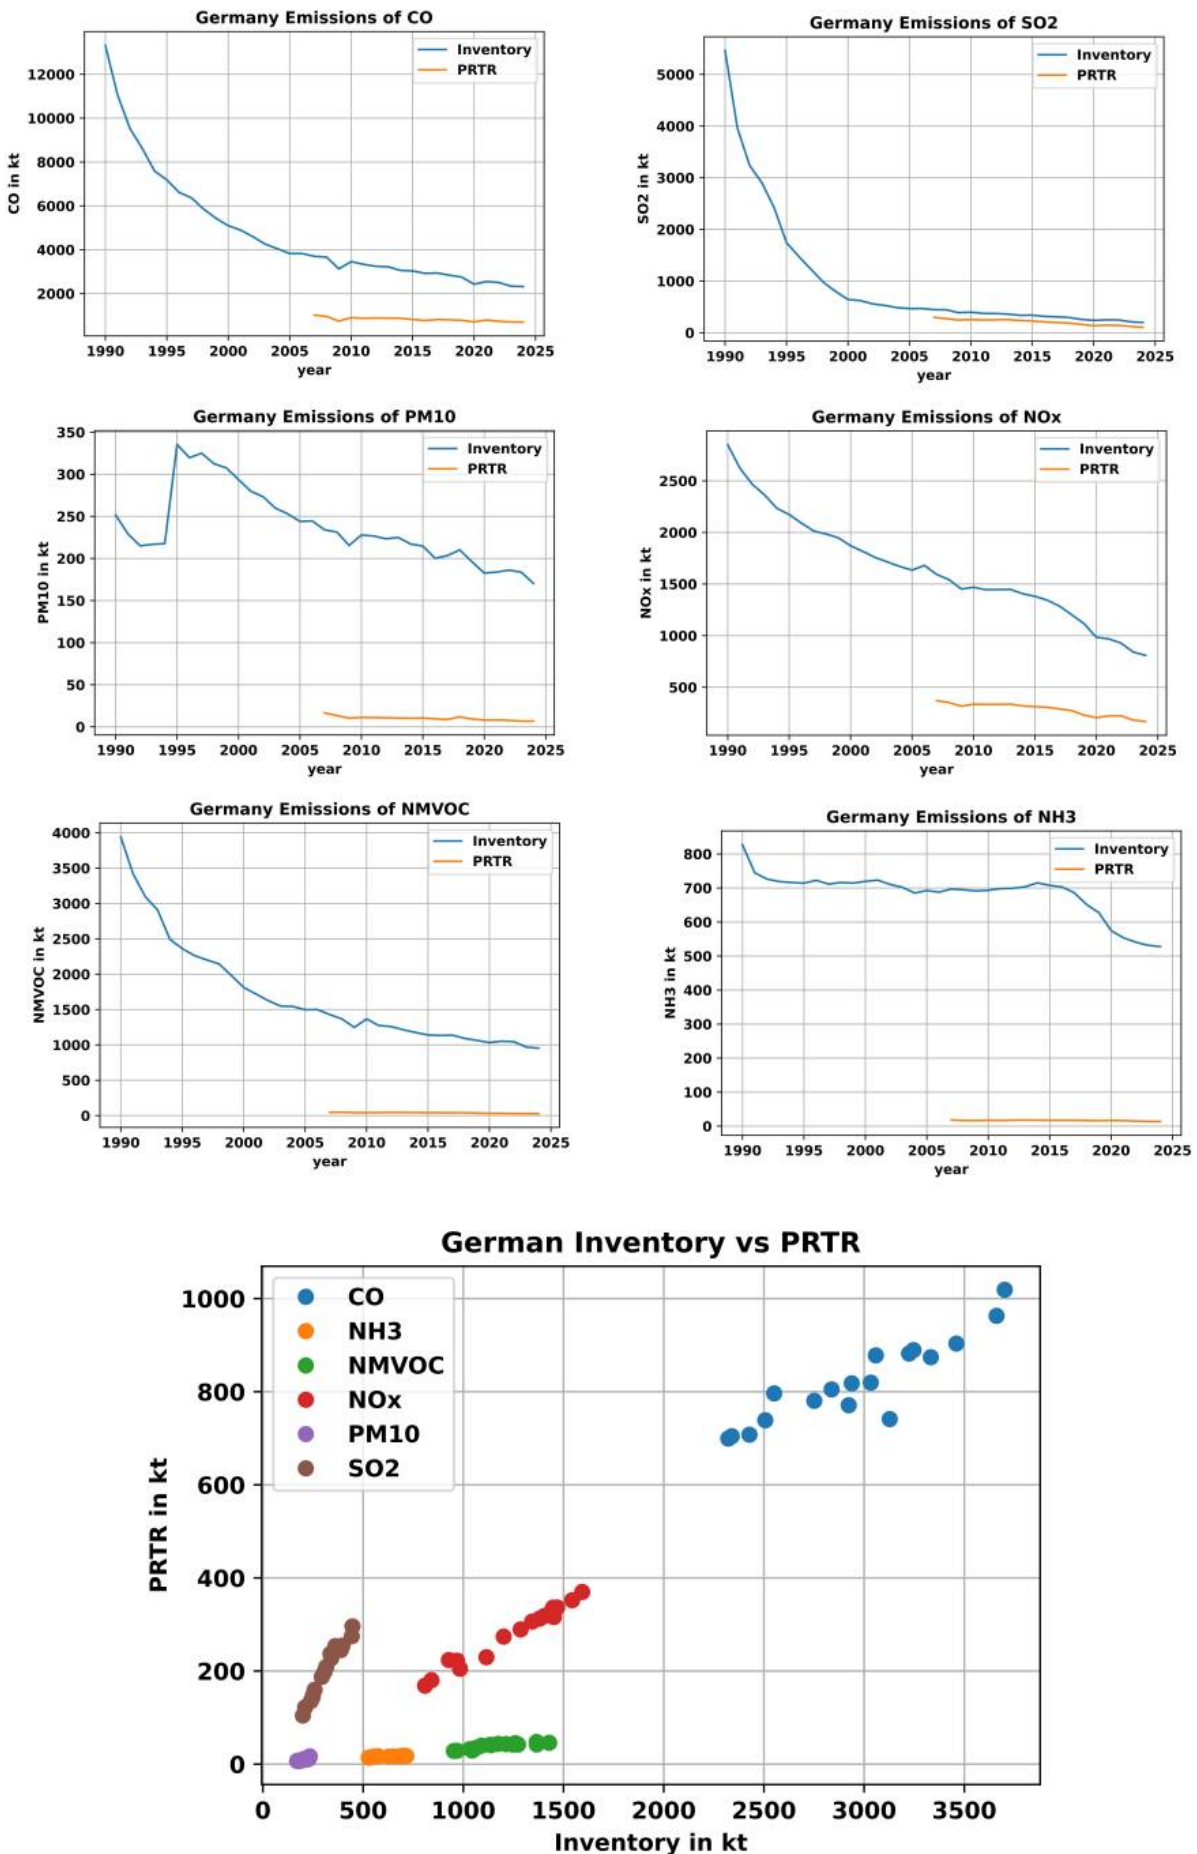 Germany Emissions of CO
Inventory
PRTR
12000
10000
8000
6000
4000
2000
CO in kt
1990 1995 2000 2005 2010 2015 2020 2025
year
Germany Emissions of SO2
Inventory
PRTR
5000
4000
3000
2000
1000
0
SO2 in kt
1990 1995 2000 2005 2010 2015 2020 2025
year
Germany Emissions of PM10
Inventory
PRTR
350
300
250
200
150
100
50
0
PM10 in kt
1990 1995 2000 2005 2010 2015 2020 2025
year
Germany Emissions of NOx
Inventory
PRTR
2500
2000
1500
1000
500
NOx in kt
1990 1995 2000 2005 2010 2015 2020 2025
year
Germany Emissions of NMVOC
Inventory
PRTR
4000
3500
3000
2500
2000
1500
1000
500
0
NMVOC in kt
1990 1995 2000 2005 2010 2015 2020 2025
year
Germany Emissions of NH3
Inventory
PRTR
800
700
600
500
400
300
200
100
0
NH3 in kt
1990 1995 2000 2005 2010 2015 2020 2025
year
German Inventory vs PRTR
CO
NH3
NMVOC
NOx
PM10
SO2
1000
800
600
400
200
0
PRTR in kt
0 500 1000 1500 2000 2500 3000 3500
Inventory in kt